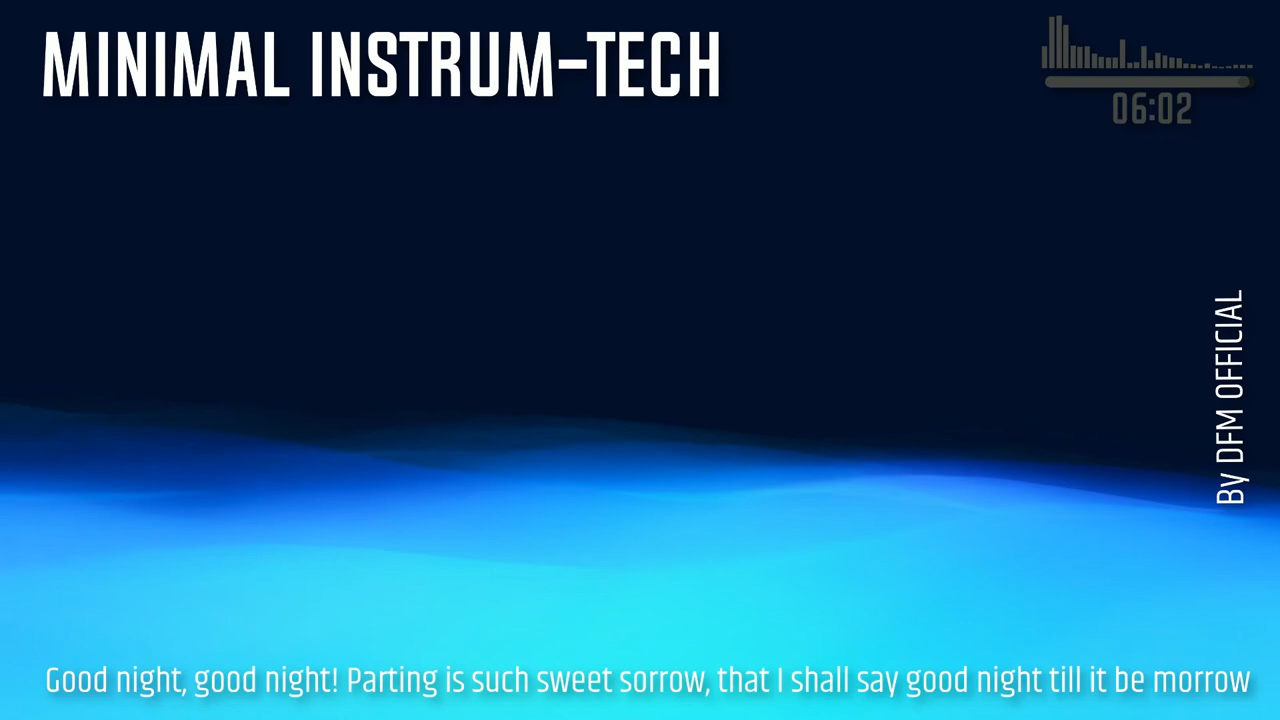 MINIMAL INSTRUM-TECH
06:02
By DFM OFFICIAL
Good night, good night! Parting is such sweet sorrow, that I shall say good night till it be morrow